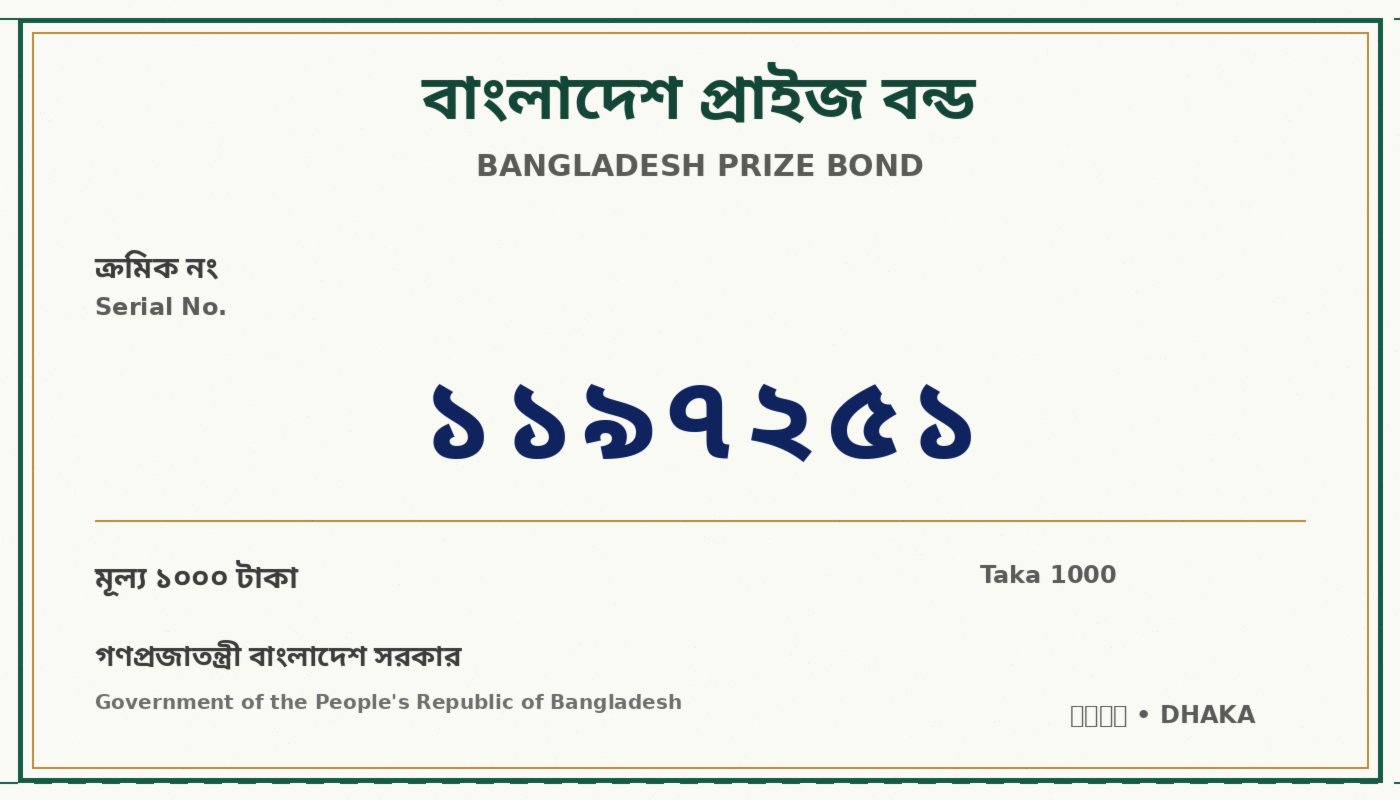 বাংলাদেশ প্রাইজ বন্ড
BANGLADESH PRIZE BOND
ক্রমিক নং
Serial No.
১১৯৭২৫১
মূল্য ১০০০ টাকা
Taka 1000
গণপ্রজাতন্ত্রী বাংলাদেশ সরকার
Government of the People's Republic of Bangladesh
• DHAKA